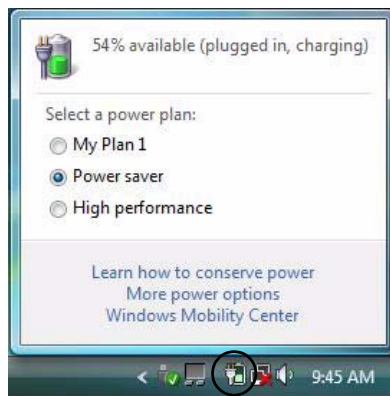 54% available (plugged in, charging)
Select a power plan:
My Plan 1
Power saver
High performance
Learn how to conserve power
More power options
Windows Mobility Center
9:45 AM